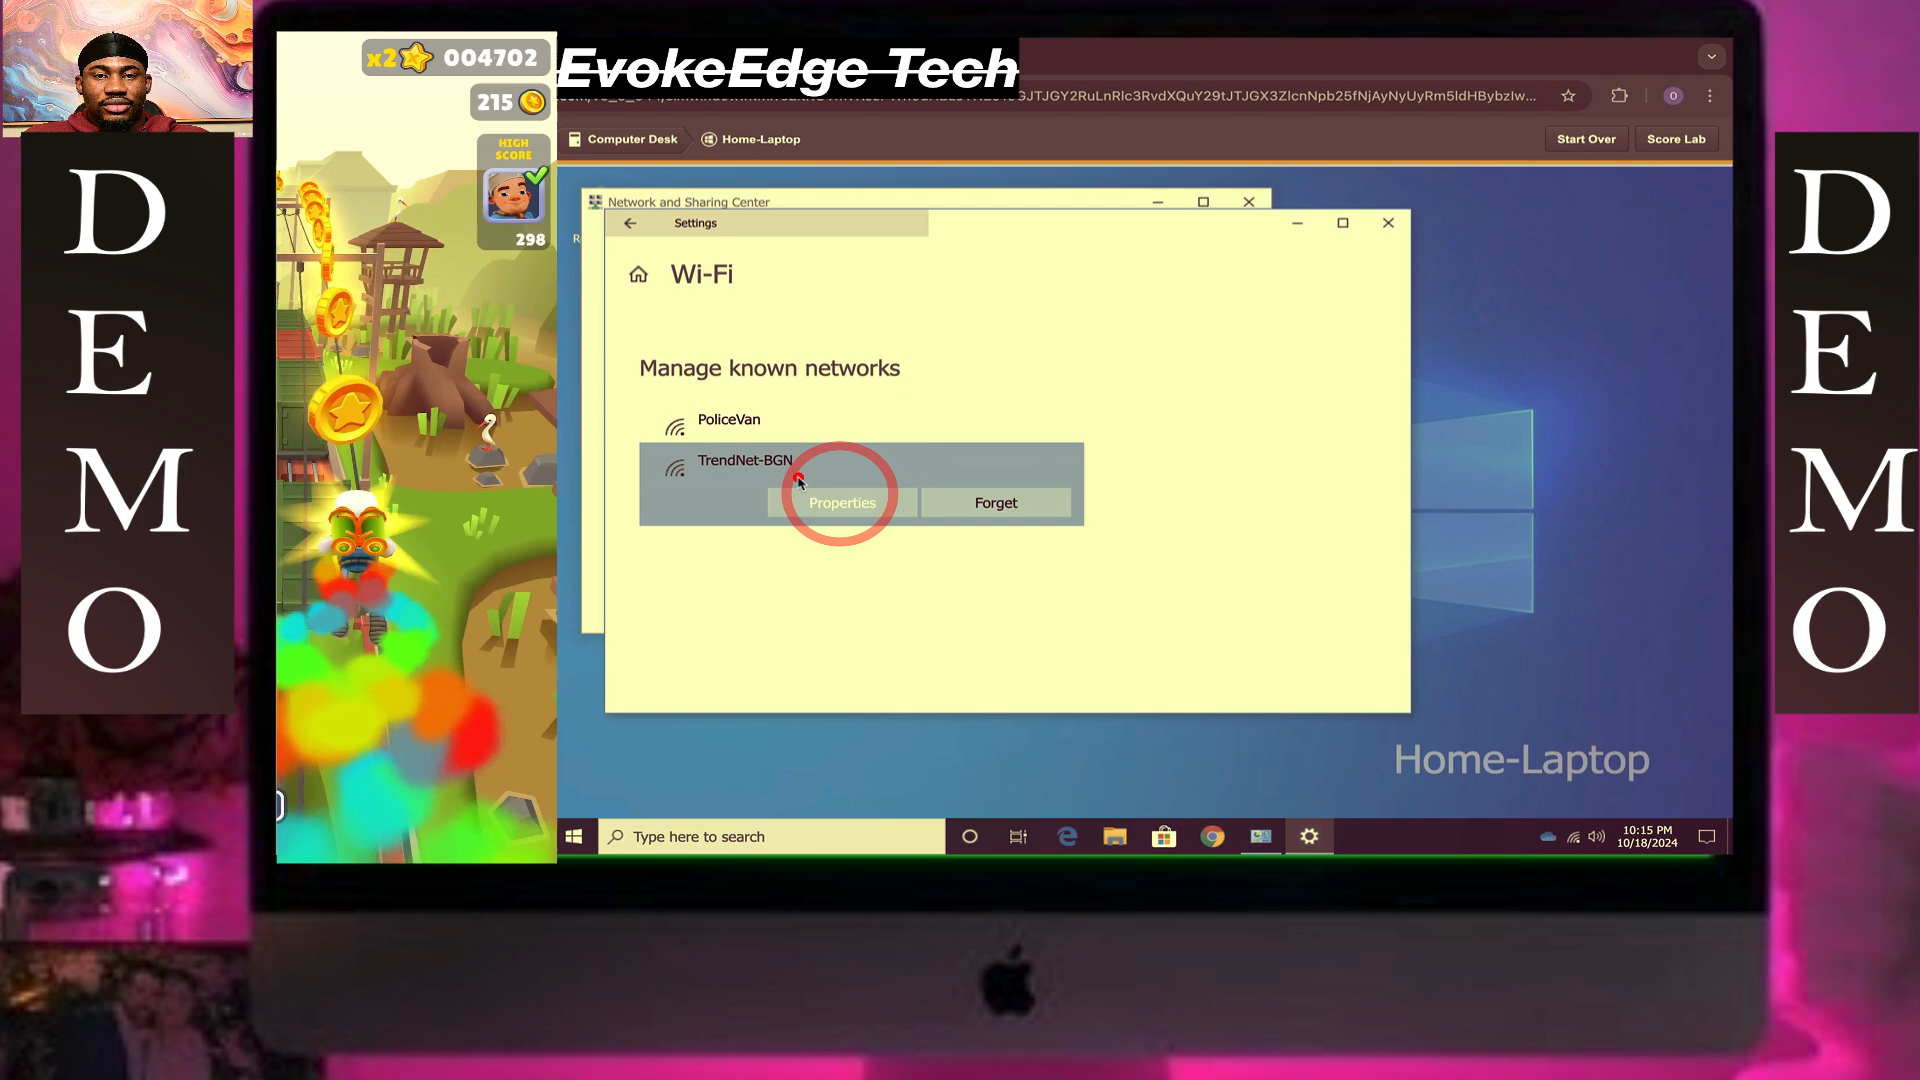 D
E
M
O
x2 004702
215
HIGH
SCORE
298
EvokeEdge Tech
Computer Desk
Home-Laptop
Start Over
Score Lab
Network and Sharing Center
Settings
Wi-Fi
Manage known networks
PoliceVan
TrendNet-BGN
Properties
Forget
Home-Laptop
Type here to search
10:15 PM
10/18/2024
D
E
M
O